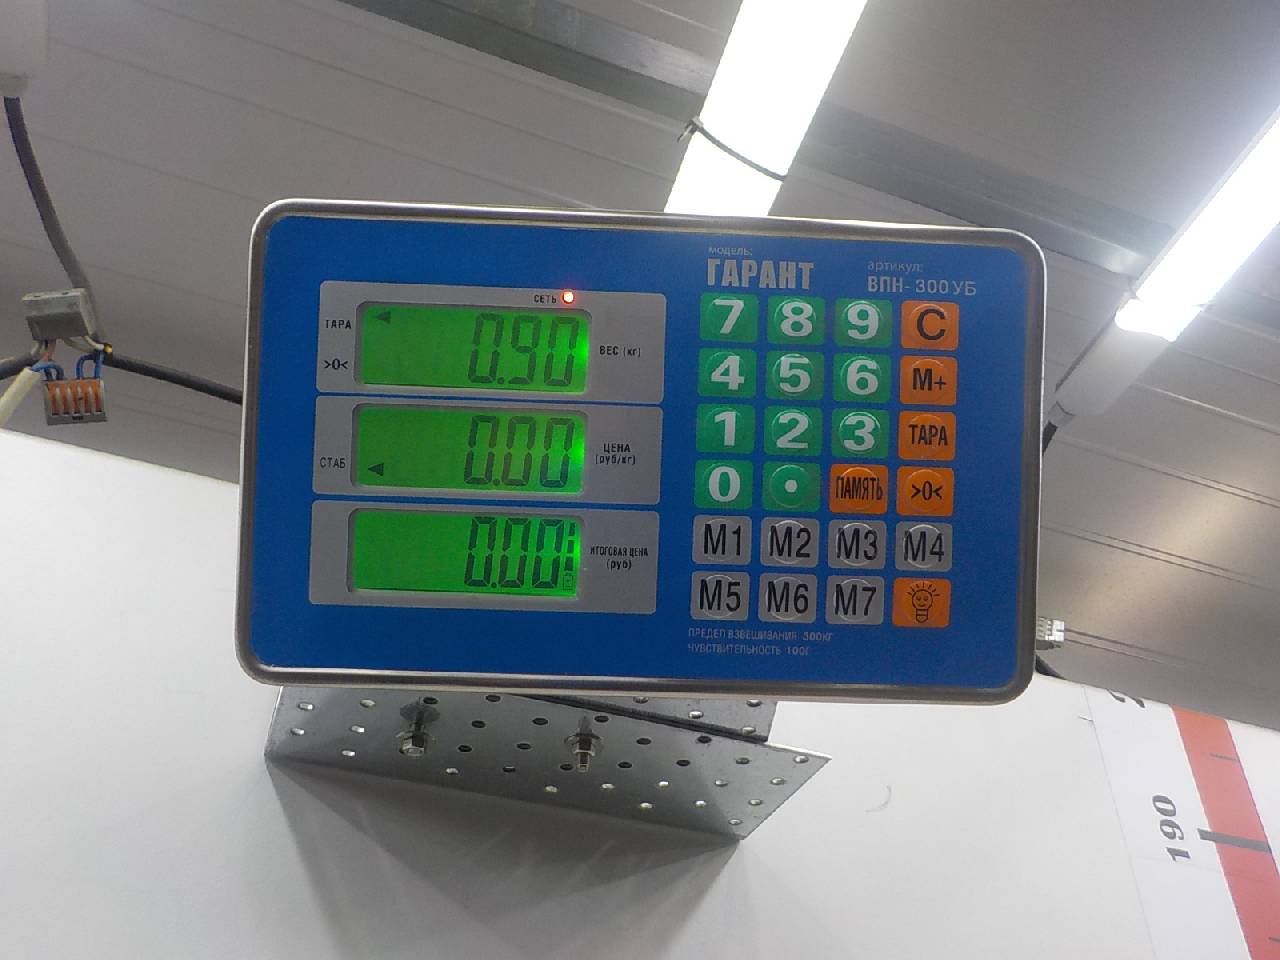 модель:
ГАРАНТ
артикул:
ВПН-300УБ
СЕТЬ
ТАРА
>0<
0.90
ВЕС (кг)
СТАБ
0.00
ЦЕНА
(руб/кг)
0.00
ИТОГОВАЯ ЦЕНА
(руб)
7 8 9 C
4 5 6 M+
1 2 3 ТАРА
0 • ПАМЯТЬ >0<
M1 M2 M3 M4
M5 M6 M7
ПРЕДЕЛ ВЗВЕШИВАНИЯ 300КГ
ЧУВСТВИТЕЛЬНОСТЬ 100Г
190